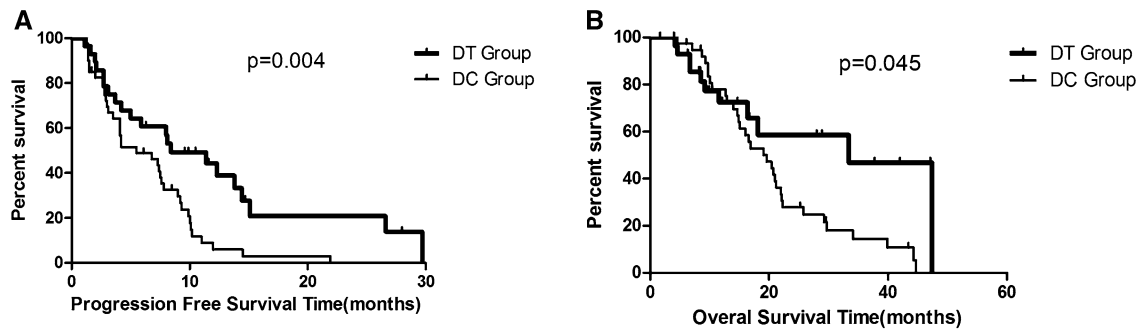 A
p=0.004
DT Group
DC Group
Percent survival
100
80
60
40
20
0
0 10 20 30
Progression Free Survival Time(months)
B
p=0.045
DT Group
DC Group
Percent survival
100
80
60
40
20
0
0 20 40 60
Overal Survival Time(months)